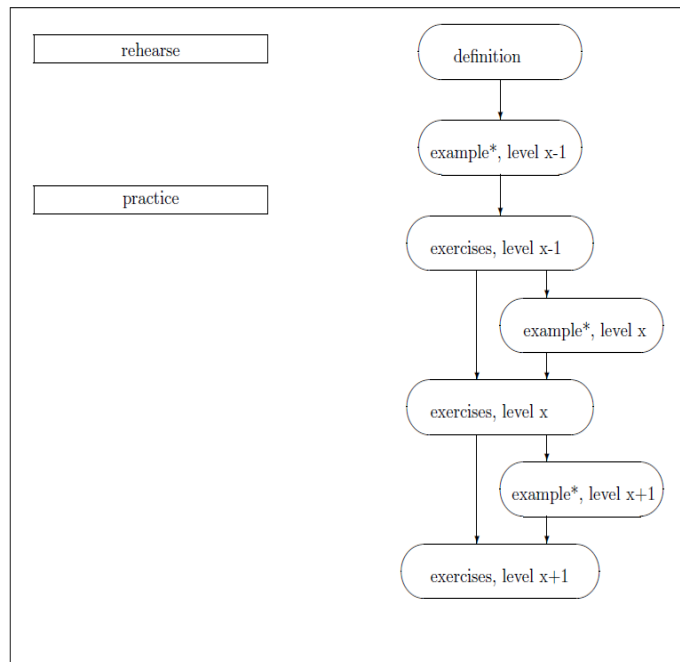 rehearse
definition
example*, level x-1
practice
exercises, level x-1
example*, level x
exercises, level x
example*, level x+1
exercises, level x+1